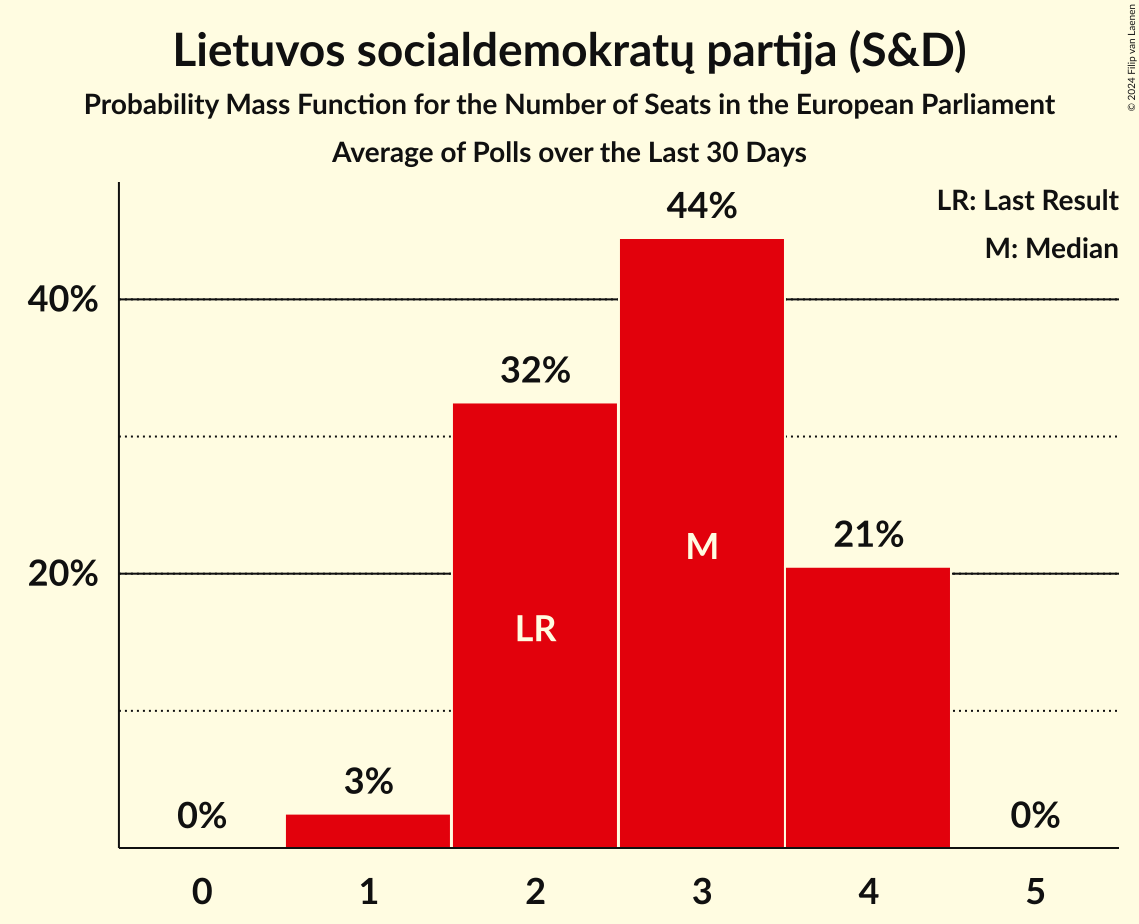 Lietuvos socialdemokratų partija (S&D)
Probability Mass Function for the Number of Seats in the European Parliament
Average of Polls over the Last 30 Days
© 2024 Filip van Laenen
LR: Last Result
M: Median
44%
40%
32%
21%
20%
M
LR
3%
0%
0%
0 1 2 3 4 5